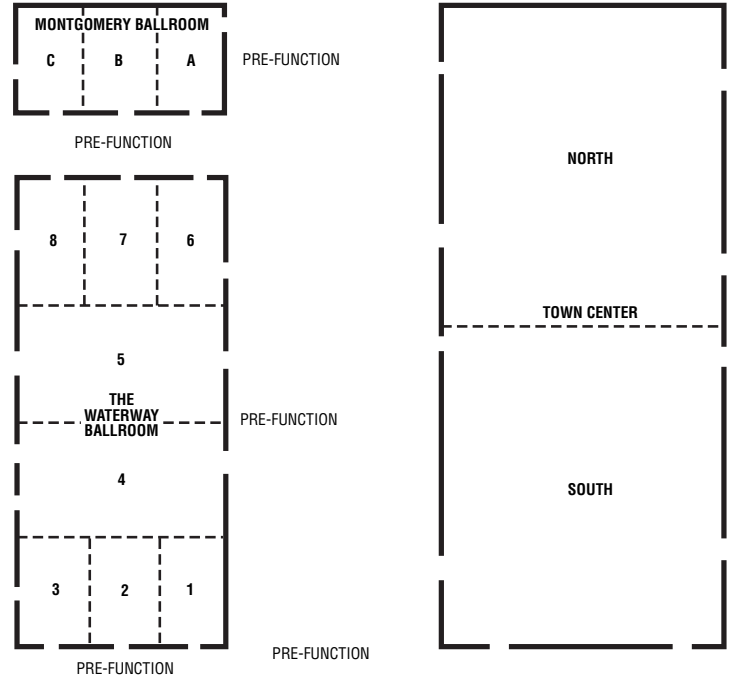 MONTGOMERY BALLROOM
C B A
PRE-FUNCTION
PRE-FUNCTION
8 7 6
5
THE
WATERWAY
BALLROOM
PRE-FUNCTION
4
3 2 1
PRE-FUNCTION
PRE-FUNCTION
NORTH
TOWN CENTER
SOUTH